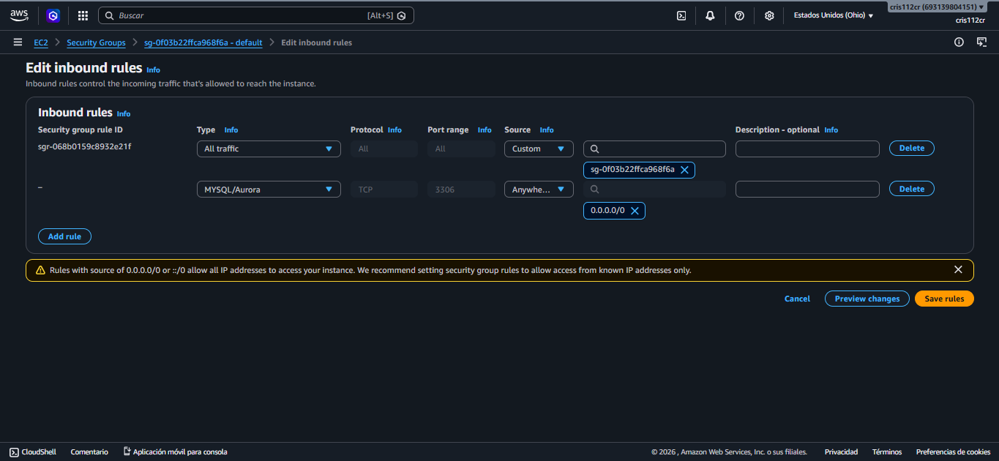 aws
Buscar
[Alt+S]
Estados Unidos (Ohio)
cris112cr (693139804151)
cris112cr
EC2
Security Groups
sg-0f03b22ffca968f6a - default
Edit inbound rules
Edit inbound rules Info
Inbound rules control the incoming traffic that's allowed to reach the instance.
Inbound rules Info
Security group rule ID
Type Info
Protocol Info
Port range Info
Source Info
Description - optional Info
sgr-068b0159c8932e21f
All traffic
All
All
Custom
Delete
sg-0f03b22ffca968f6a
–
MYSQL/Aurora
TCP
3306
Anywhe...
Delete
0.0.0.0/0
Add rule
Rules with source of 0.0.0.0/0 or ::/0 allow all IP addresses to access your instance. We recommend setting security group rules to allow access from known IP addresses only.
Cancel
Preview changes
Save rules
CloudShell
Comentario
Aplicación móvil para consola
© 2026 , Amazon Web Services, Inc. o sus filiales.
Privacidad
Términos
Preferencias de cookies